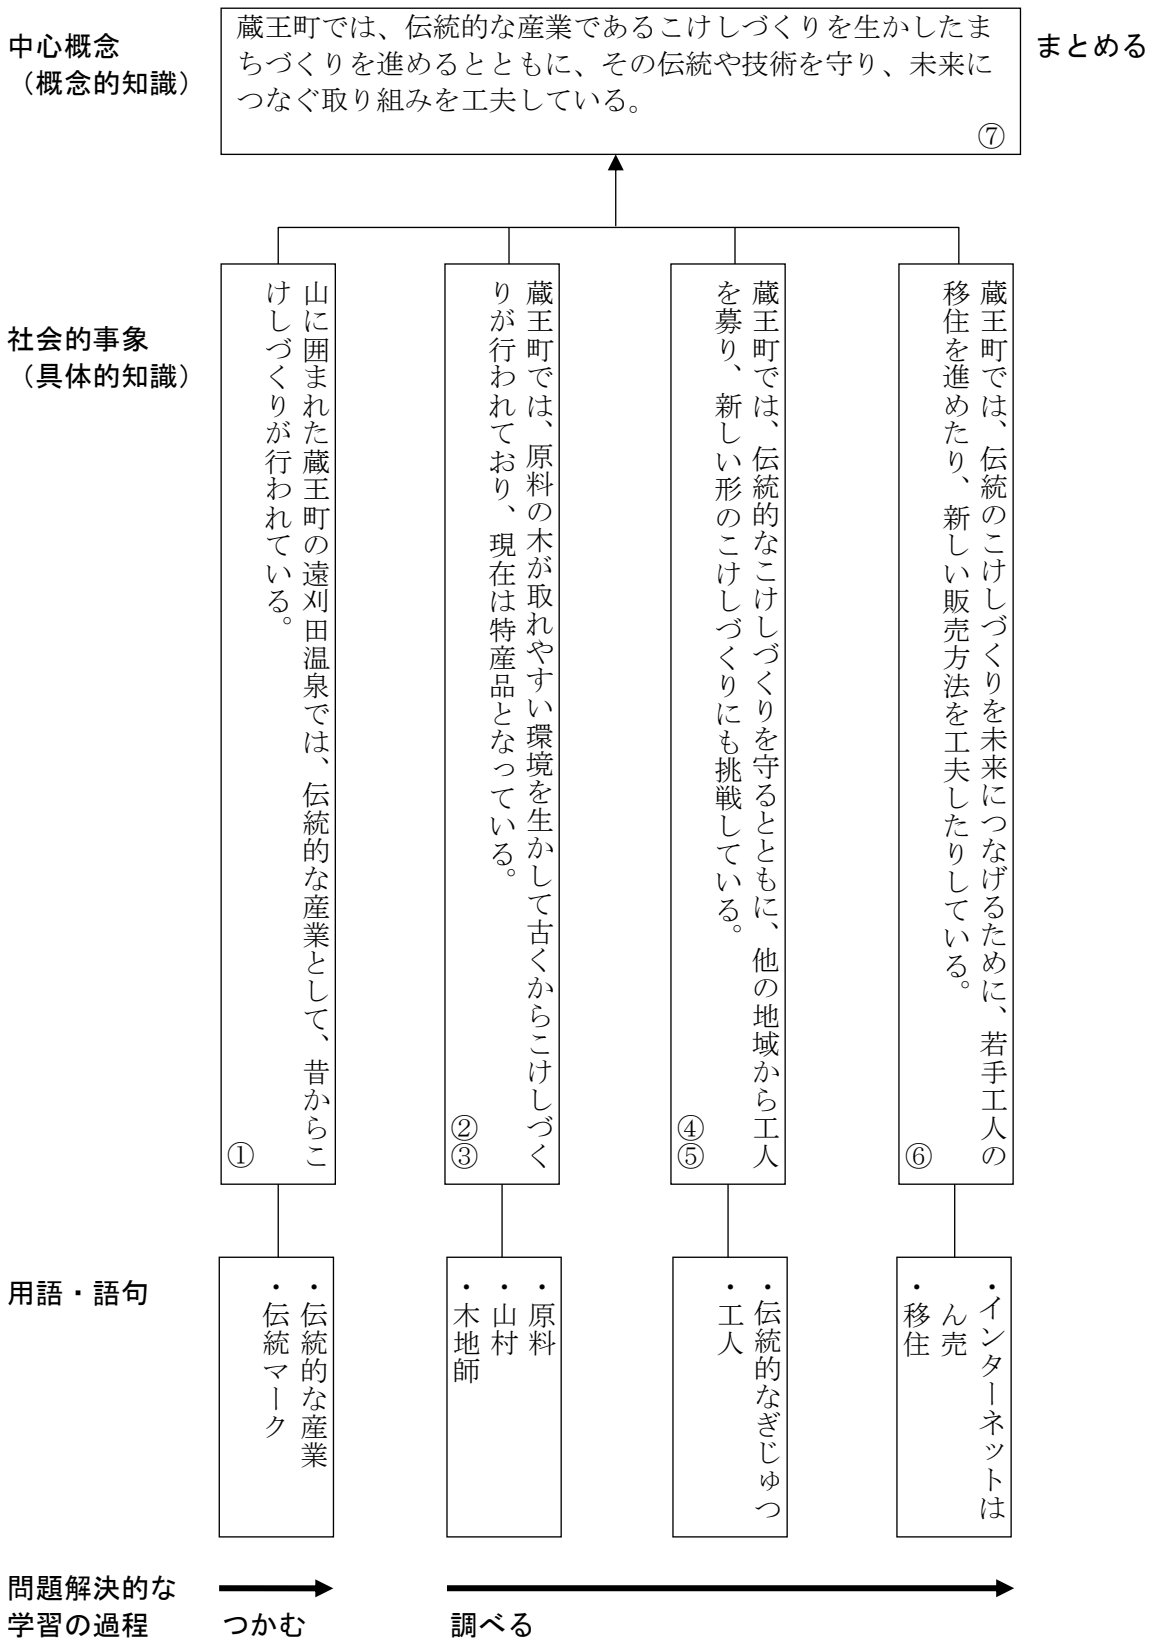 中心概念
（概念的知識）
蔵王町では、伝統的な産業であるこけしづくりを生かしたま
ちづくりを進めるとともに、その伝統や技術を守り、未来に
つなぐ取り組みを工夫している。
⑦
まとめる
社会的事象
（具体的知識）
山に囲まれた蔵王町の遠刈田温泉では、伝統的な産業として、昔からこ
けしづくりが行われている。
①
蔵王町では、原料の木が取れやすい環境を生かして古くからこけしづく
りが行われており、現在は特産品となっている。
②
③
蔵王町では、伝統的なこけしづくりを守るとともに、他の地域から工人
を募り、新しい形のこけしづくりにも挑戦している。
④
⑤
蔵王町では、伝統のこけしづくりを未来につなげるために、若手工人の
移住を進めたり、新しい販売方法を工夫したりしている。
⑥
用語・語句
・伝統的な産業
・伝統マーク
・原料
・山村
・木地師
・伝統的なぎじゅつ
・工人
・インターネットは
ん売
・移住
問題解決的な
学習の過程
つかむ
調べる